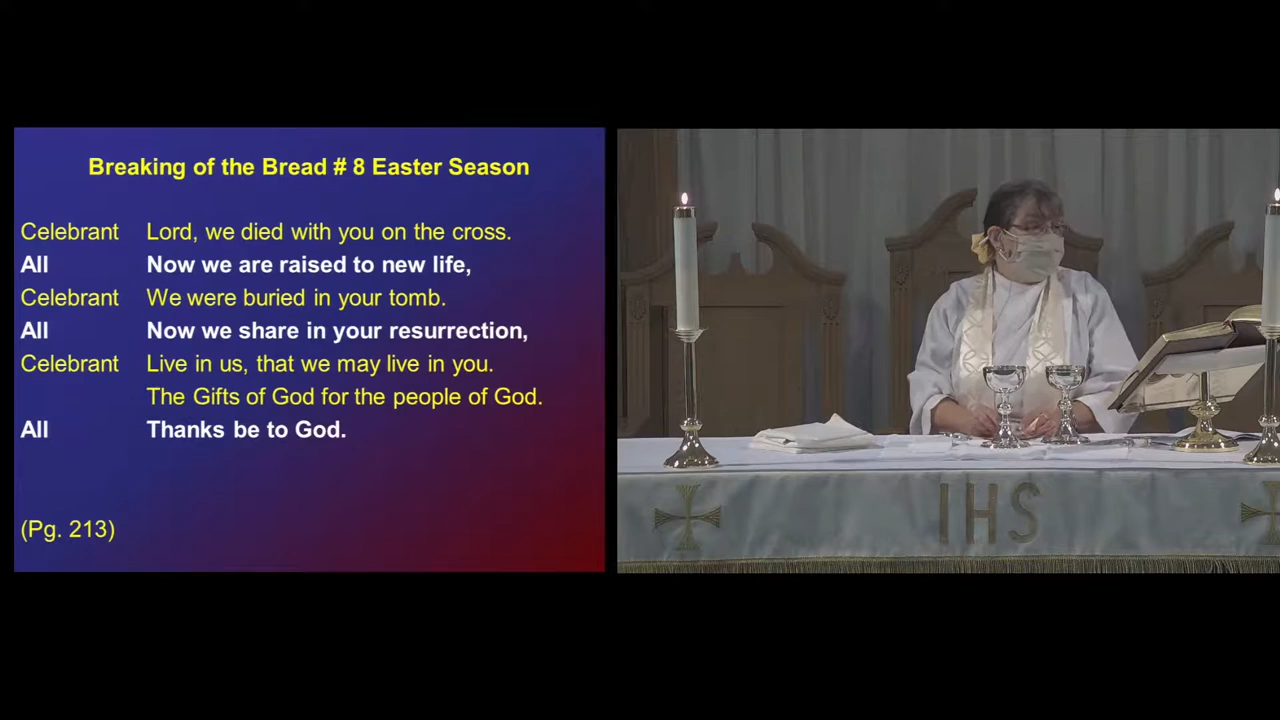 Breaking of the Bread # 8 Easter Season
Celebrant Lord, we died with you on the cross.
All Now we are raised to new life,
Celebrant We were buried in your tomb.
All Now we share in your resurrection,
Celebrant Live in us, that we may live in you.
The Gifts of God for the people of God.
All Thanks be to God.
(Pg. 213)
IHS